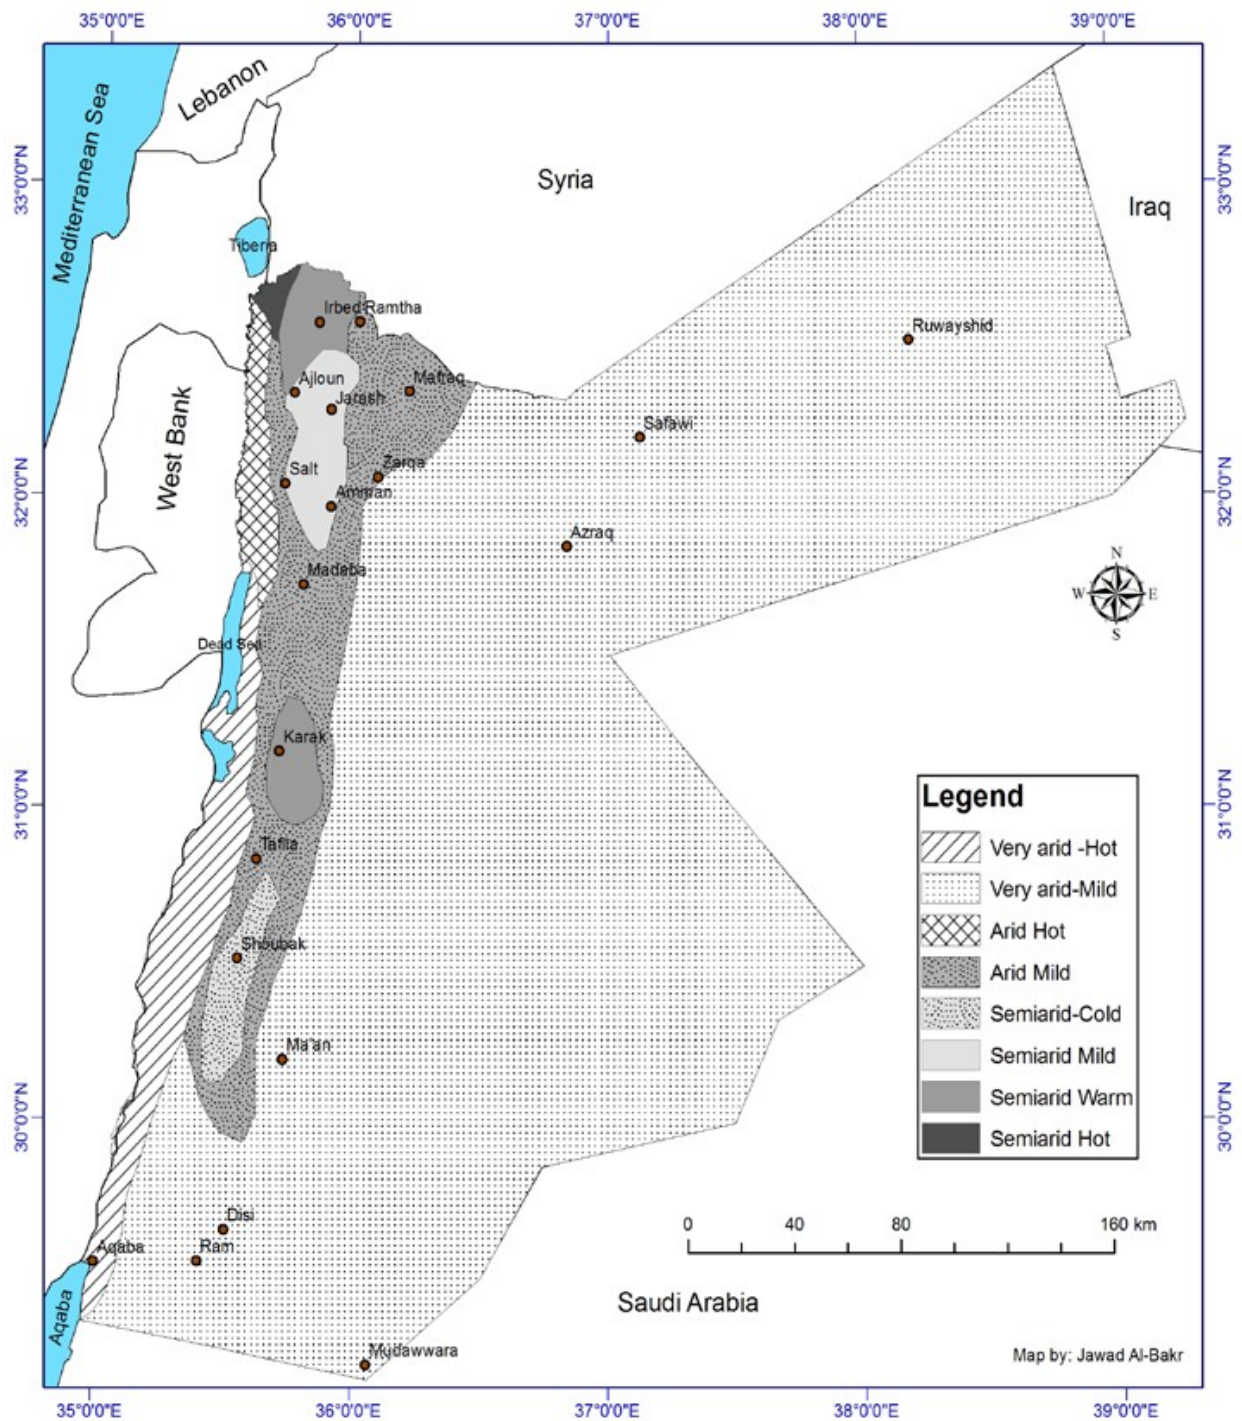 35°0'0"E
36°0'0"E
37°0'0"E
38°0'0"E
39°0'0"E
Lebanon
Mediterranean Sea
33°0'0"N
33°0'0"N
Syria
Iraq
Tiberia
Irbed Ramtha
Ruwayshid
Ajloun
Mafraq
Jarash
Safawi
West Bank
Salt
Zarqa
32°0'0"N
32°0'0"N
Amman
Azraq
N
W E
S
Madaba
Dead Sea
Karak
31°0'0"N
31°0'0"N
Tafila
Shoubak
Ma'an
30°0'0"N
30°0'0"N
Legend
Very arid -Hot
Very arid-Mild
Arid Hot
Arid Mild
Semiarid-Cold
Semiarid Mild
Semiarid Warm
Semiarid Hot
Disi
Aqaba
Ram
0 40 80 160 km
Aqaba
Saudi Arabia
Mudawwara
Map by: Jawad Al-Bakr
35°0'0"E
36°0'0"E
37°0'0"E
38°0'0"E
39°0'0"E